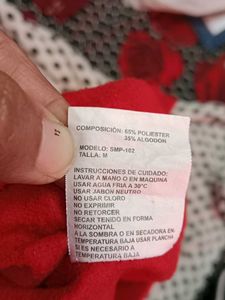 COMPOSICIÓN: 65% POLIESTER
35% ALGODON
MODELO: SMP-102
TALLA: M
INSTRUCCIONES DE CUIDADO:
LAVAR A MANO O EN MAQUINA
USAR AGUA FRIA A 30°C
USAR JABON NEUTRO
NO USAR CLORO
NO EXPRIMIR
NO RETORCER
SECAR TENIDO EN FORMA
HORIZONTAL
A LA SOMBRA O EN SECADORA EN
TEMPERATURA BAJA USAR PLANCHA
SI ES NECESARIO A
TEMPERATURA BAJA